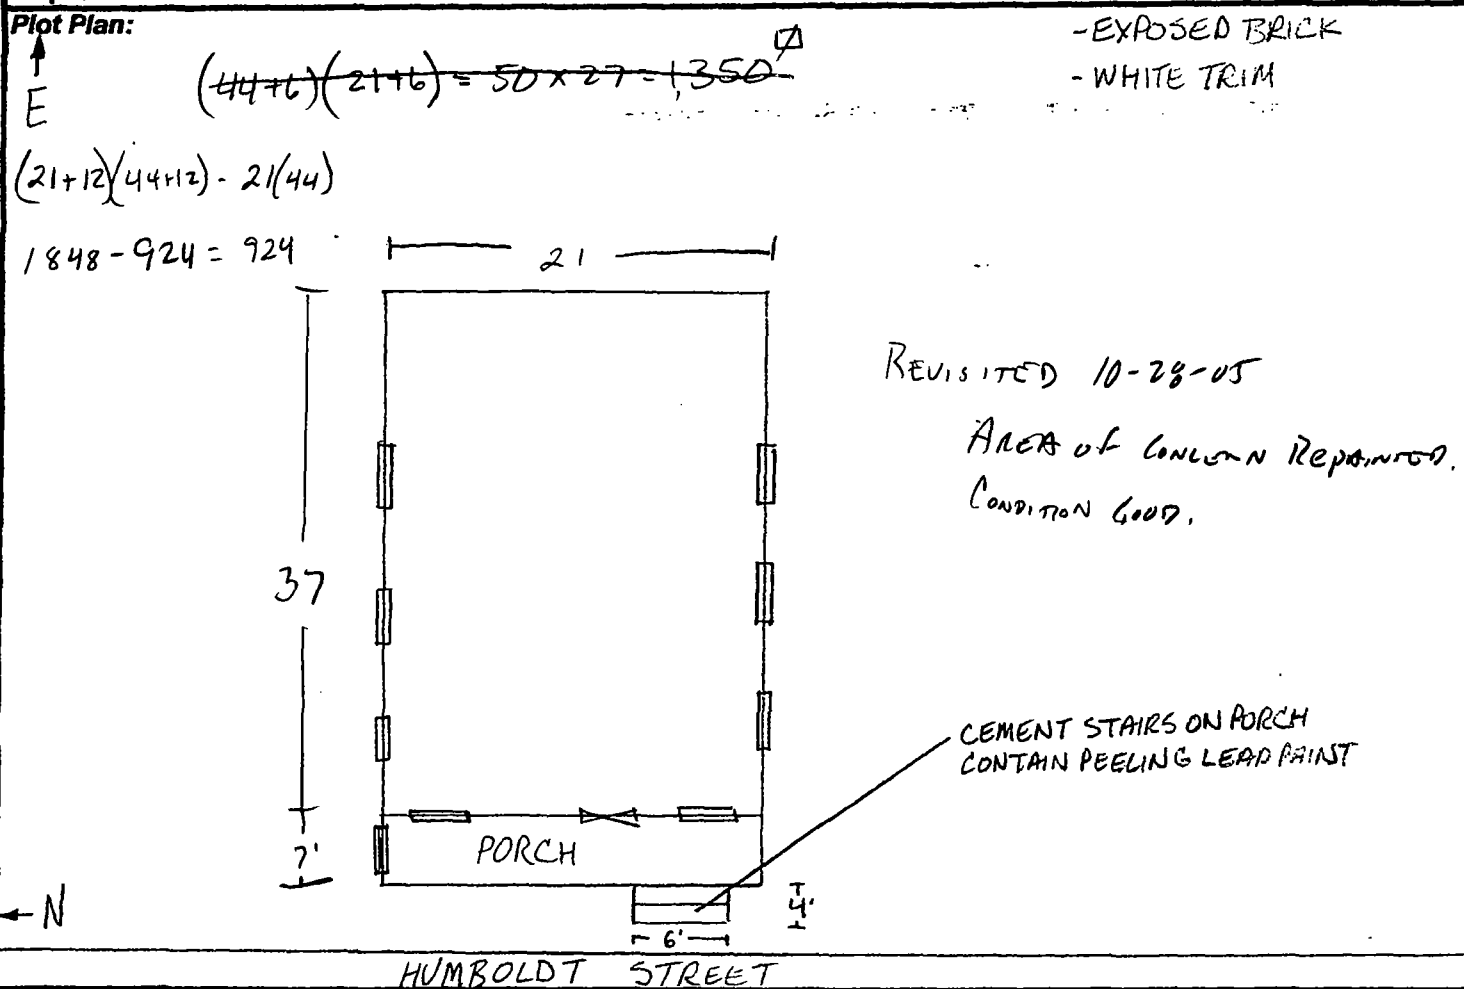 Plot Plan:
- EXPOSED BRICK
- WHITE TRIM
(44+6)(21+6) = 50 x 27 = 1,350
E
(21+12)(44+12) - 21(44)
1848 - 924 = 924
21
REVISITED 10-28-05
AREA OF CONCERN REPAINTED.
CONDITION GOOD.
37
CEMENT STAIRS ON PORCH
CONTAIN PEELING LEAD PAINT
PORCH
7'
N
4'
6'
HUMBOLDT STREET